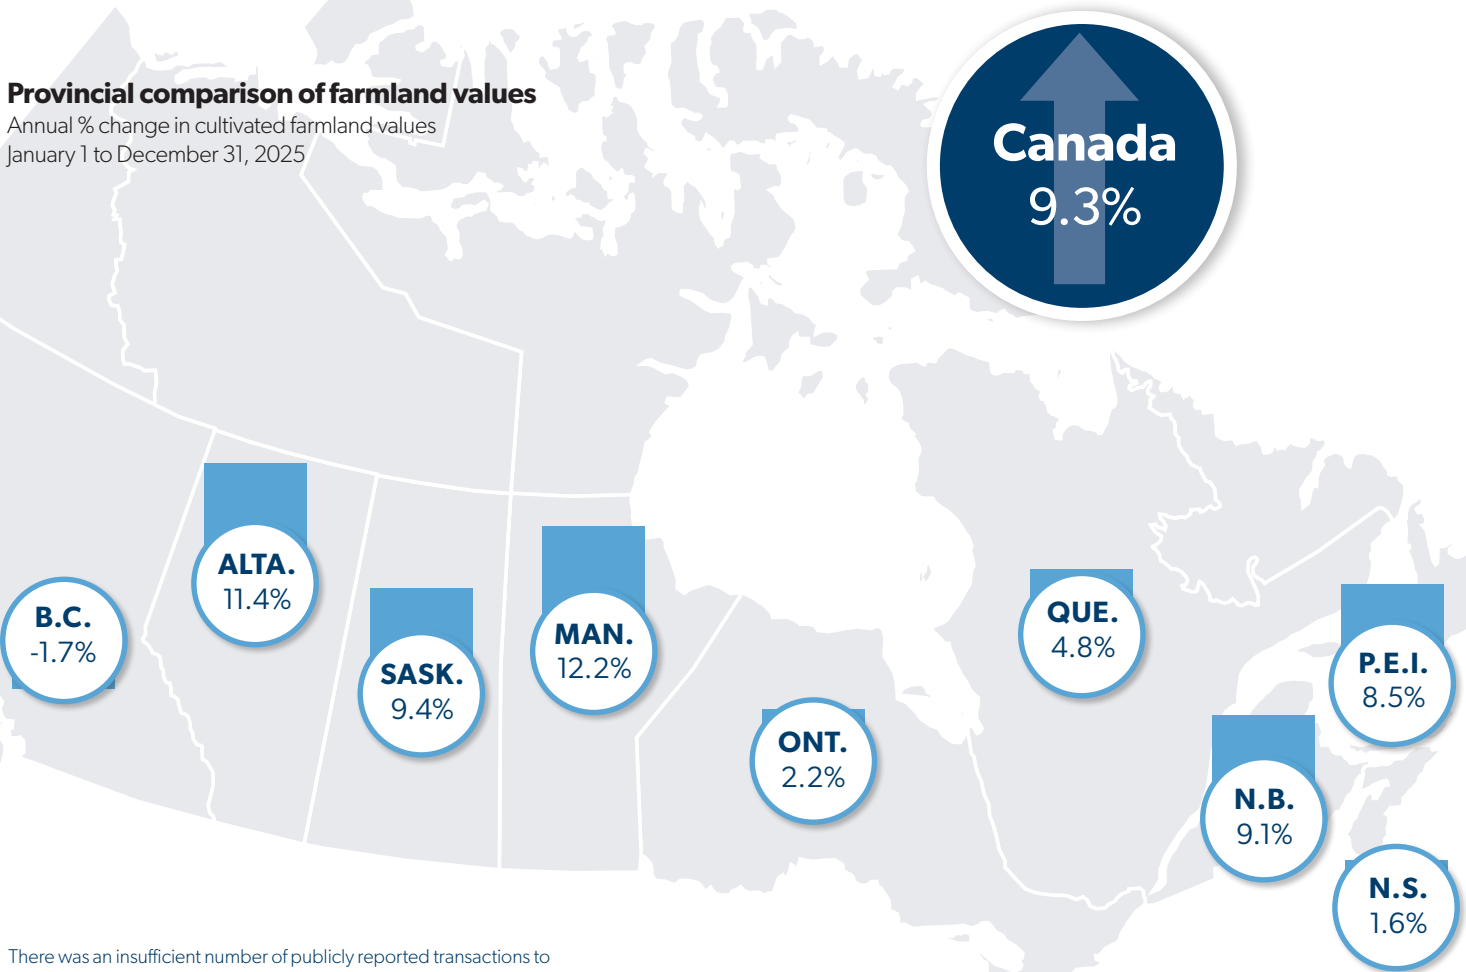 Provincial comparison of farmland values
Annual % change in cultivated farmland values
January 1 to December 31, 2025
Canada
9.3%
B.C.
-1.7%
ALTA.
11.4%
SASK.
9.4%
MAN.
12.2%
ONT.
2.2%
QUE.
4.8%
P.E.I.
8.5%
N.B.
9.1%
N.S.
1.6%
There was an insufficient number of publicly reported transactions to